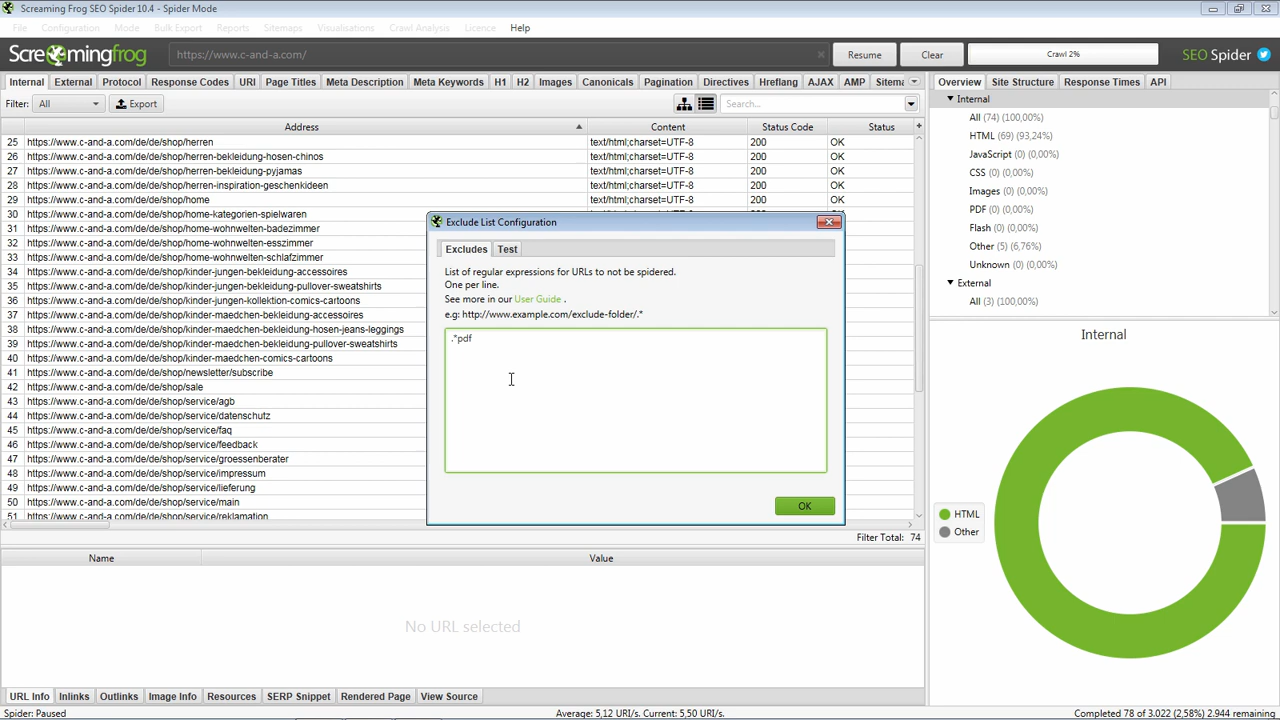 Screaming Frog SEO Spider 10.4 - Spider Mode
File Configuration Mode Bulk Export Reports Sitemaps Visualisations Crawl Analysis Licence Help
Screamingfrog https://www.c-and-a.com/ Resume Clear Crawl 2% SEO Spider
Internal External Protocol Response Codes URI Page Titles Meta Description Meta Keywords H1 H2 Images Canonicals Pagination Directives Hreflang AJAX AMP Sitema
Filter: All Export Search...
Address Content Status Code Status
25 https://www.c-and-a.com/de/de/shop/herren text/html;charset=UTF-8 200 OK
26 https://www.c-and-a.com/de/de/shop/herren-bekleidung-hosen-chinos text/html;charset=UTF-8 200 OK
27 https://www.c-and-a.com/de/de/shop/herren-bekleidung-pyjamas text/html;charset=UTF-8 200 OK
28 https://www.c-and-a.com/de/de/shop/herren-inspiration-geschenkideen text/html;charset=UTF-8 200 OK
29 https://www.c-and-a.com/de/de/shop/home text/html;charset=UTF-8 200 OK
30 https://www.c-and-a.com/de/de/shop/home-kategorien-spielwaren
31 https://www.c-and-a.com/de/de/shop/home-wohnwelten-badezimmer
32 https://www.c-and-a.com/de/de/shop/home-wohnwelten-esszimmer
33 https://www.c-and-a.com/de/de/shop/home-wohnwelten-schlafzimmer
34 https://www.c-and-a.com/de/de/shop/kinder-jungen-bekleidung-accessoires
35 https://www.c-and-a.com/de/de/shop/kinder-jungen-bekleidung-pullover-sweatshirts
36 https://www.c-and-a.com/de/de/shop/kinder-jungen-kollektion-comics-cartoons
37 https://www.c-and-a.com/de/de/shop/kinder-maedchen-bekleidung-accessoires
38 https://www.c-and-a.com/de/de/shop/kinder-maedchen-bekleidung-hosen-jeans-leggings
39 https://www.c-and-a.com/de/de/shop/kinder-maedchen-bekleidung-pullover-sweatshirts
40 https://www.c-and-a.com/de/de/shop/kinder-maedchen-comics-cartoons
41 https://www.c-and-a.com/de/de/shop/newsletter/subscribe
42 https://www.c-and-a.com/de/de/shop/sale
43 https://www.c-and-a.com/de/de/shop/service/agb
44 https://www.c-and-a.com/de/de/shop/service/datenschutz
45 https://www.c-and-a.com/de/de/shop/service/faq
46 https://www.c-and-a.com/de/de/shop/service/feedback
47 https://www.c-and-a.com/de/de/shop/service/groessenberater
48 https://www.c-and-a.com/de/de/shop/service/impressum
49 https://www.c-and-a.com/de/de/shop/service/lieferung
50 https://www.c-and-a.com/de/de/shop/service/main
51 https://www.c-and-a.com/de/de/shop/service/reklamation
Filter Total: 74
Exclude List Configuration
Excludes Test
List of regular expressions for URLs to not be spidered.
One per line.
See more in our User Guide .
e.g: http://www.example.com/exclude-folder/.*
.*pdf
OK
Name Value
No URL selected
URL Info Inlinks Outlinks Image Info Resources SERP Snippet Rendered Page View Source
Overview Site Structure Response Times API
Internal
All (74) (100,00%)
HTML (69) (93,24%)
JavaScript (0) (0,00%)
CSS (0) (0,00%)
Images (0) (0,00%)
PDF (0) (0,00%)
Flash (0) (0,00%)
Other (5) (6,76%)
Unknown (0) (0,00%)
External
All (3) (100,00%)
Internal
HTML
Other
Spider: Paused Average: 5,12 URI/s. Current: 5,50 URI/s. Completed 78 of 3.022 (2,58%) 2.944 remaining